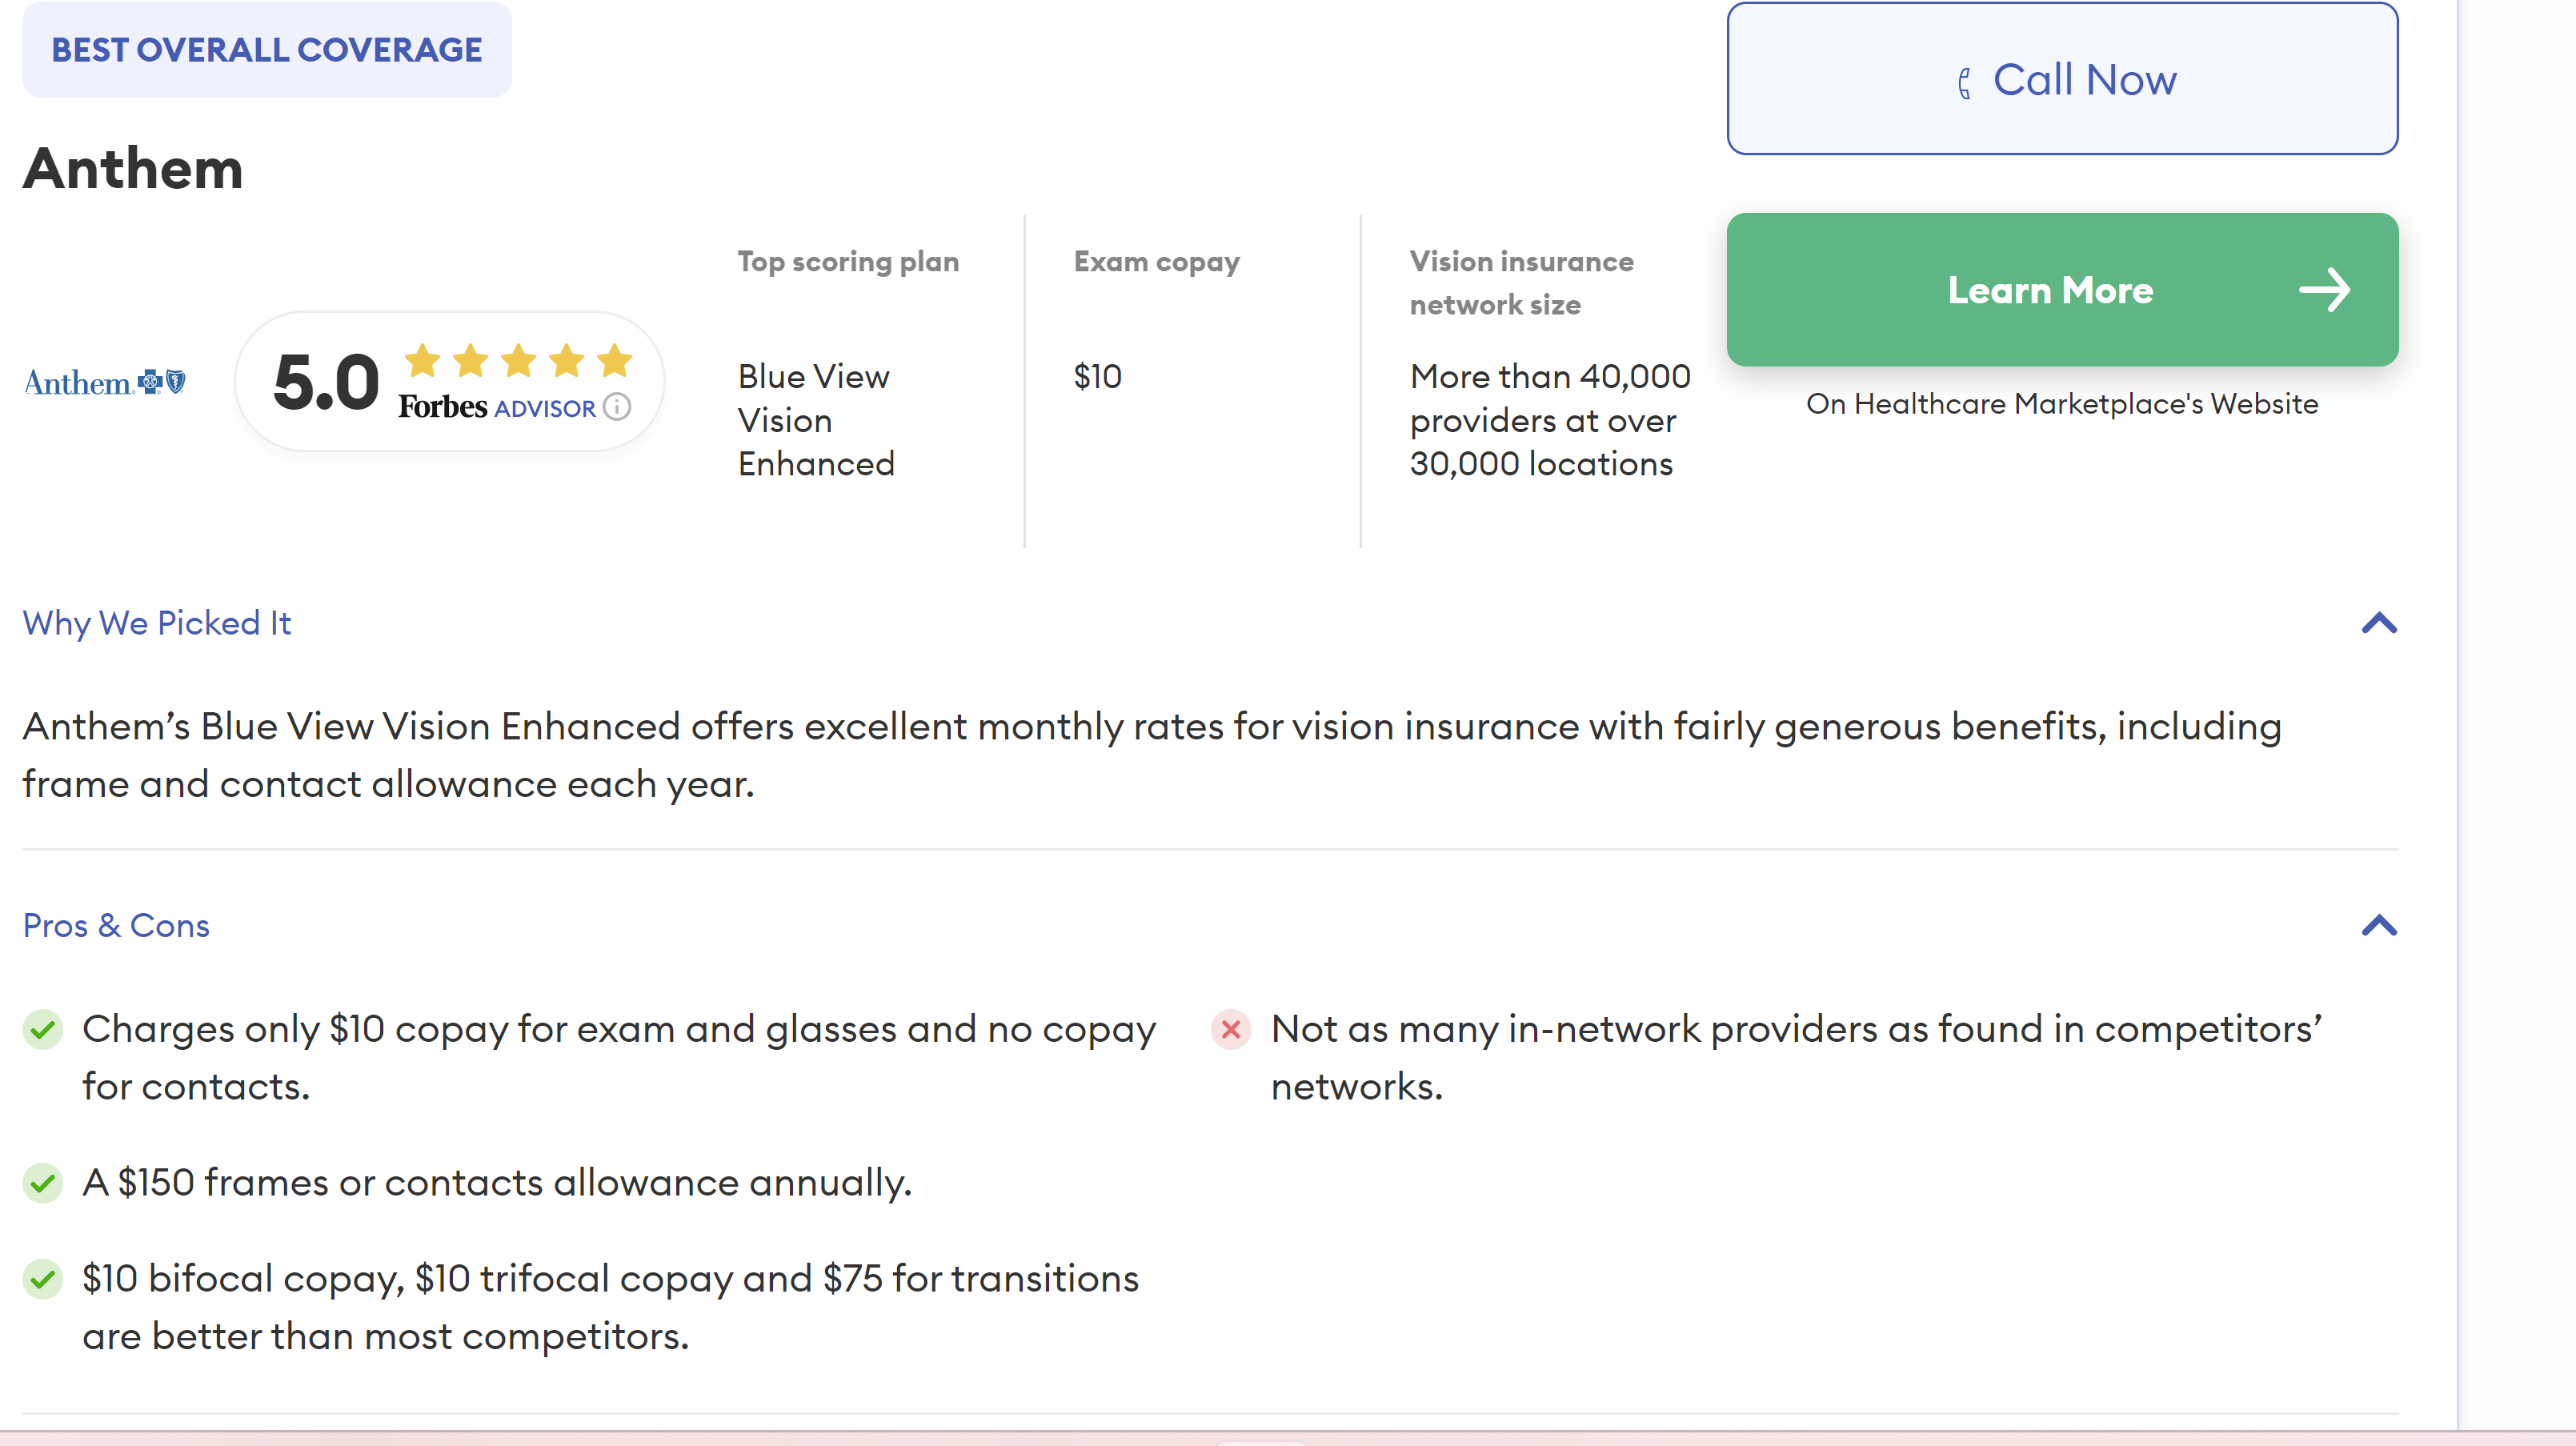 BEST OVERALL COVERAGE
Call Now
Anthem
Learn More
On Healthcare Marketplace's Website
Anthem
5.0
Forbes ADVISOR
Top scoring plan
Blue View
Vision
Enhanced
Exam copay
$10
Vision insurance
network size
More than 40,000
providers at over
30,000 locations
Why We Picked It
Anthem’s Blue View Vision Enhanced offers excellent monthly rates for vision insurance with fairly generous benefits, including
frame and contact allowance each year.
Pros & Cons
Charges only $10 copay for exam and glasses and no copay
for contacts.
A $150 frames or contacts allowance annually.
$10 bifocal copay, $10 trifocal copay and $75 for transitions
are better than most competitors.
Not as many in-network providers as found in competitors’
networks.